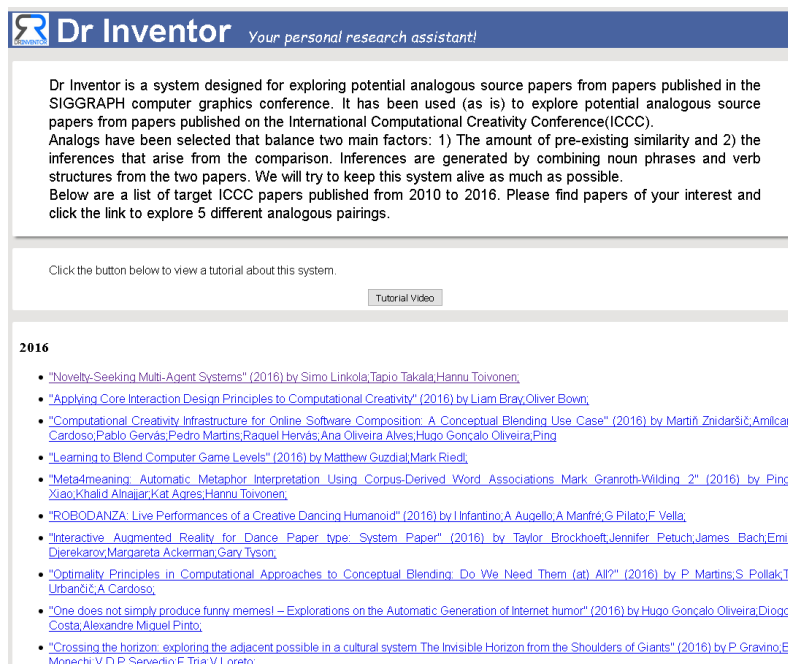 DRINVENTOR
Dr Inventor Your personal research assistant!
Dr Inventor is a system designed for exploring potential analogous source papers from papers published in the
SIGGRAPH computer graphics conference. It has been used (as is) to explore potential analogous source
papers from papers published on the International Computational Creativity Conference(ICCC).
Analogs have been selected that balance two main factors: 1) The amount of pre-existing similarity and 2) the
inferences that arise from the comparison. Inferences are generated by combining noun phrases and verb
structures from the two papers. We will try to keep this system alive as much as possible.
Below are a list of target ICCC papers published from 2010 to 2016. Please find papers of your interest and
click the link to explore 5 different analogous pairings.
Click the button below to view a tutorial about this system.
Tutorial Video
2016
"Novelty-Seeking Multi-Agent Systems" (2016) by Simo Linkola;Tapio Takala;Hannu Toivonen;
"Applying Core Interaction Design Principles to Computational Creativity" (2016) by Liam Bray;Oliver Bown;
"Computational Creativity Infrastructure for Online Software Composition: A Conceptual Blending Use Case" (2016) by Martiñ Znidaršič;Amílcar
Cardoso;Pablo Gervás;Pedro Martins;Raquel Hervás;Ana Oliveira Alves;Hugo Gonçalo Oliveira;Ping
"Learning to Blend Computer Game Levels" (2016) by Matthew Guzdial;Mark Riedl;
"Meta4meaning: Automatic Metaphor Interpretation Using Corpus-Derived Word Associations Mark Granroth-Wilding 2" (2016) by Ping
Xiao;Khalid Alnajjar;Kat Agres;Hannu Toivonen;
"ROBODANZA: Live Performances of a Creative Dancing Humanoid" (2016) by I Infantino;A Augello;A Manfré;G Pilato;F Vella;
"Interactive Augmented Reality for Dance Paper type: System Paper" (2016) by Taylor Brockhoeft;Jennifer Petuch;James Bach;Emi
Djerekarov;Margareta Ackerman;Gary Tyson;
"Optimality Principles in Computational Approaches to Conceptual Blending: Do We Need Them (at) All?" (2016) by P Martins;S Pollak;T
Urbančič;A Cardoso;
"One does not simply produce funny memes! – Explorations on the Automatic Generation of Internet humor" (2016) by Hugo Gonçalo Oliveira;Diogo
Costa;Alexandre Miguel Pinto;
"Crossing the horizon: exploring the adjacent possible in a cultural system The Invisible Horizon from the Shoulders of Giants" (2016) by P Gravino;B
Monechi;V D P Servedio;F Tria;V Loreto;